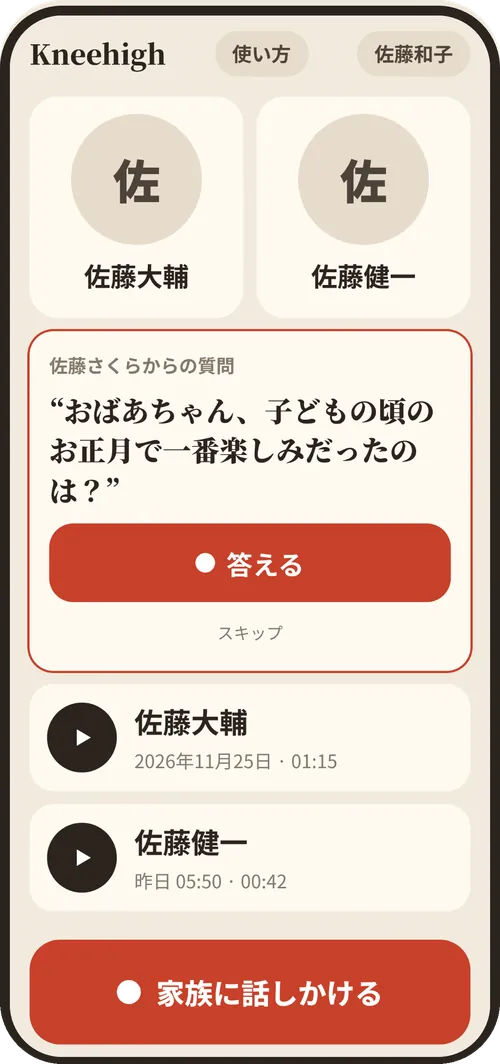 Kneehigh
使い方
佐藤和子
佐
佐藤大輔
佐
佐藤健一
佐藤さくらからの質問
“おばあちゃん、子どもの頃の
お正月で一番楽しみだったの
は？”
答える
スキップ
佐藤大輔
2026年11月25日 · 01:15
佐藤健一
昨日 05:50 · 00:42
家族に話しかける